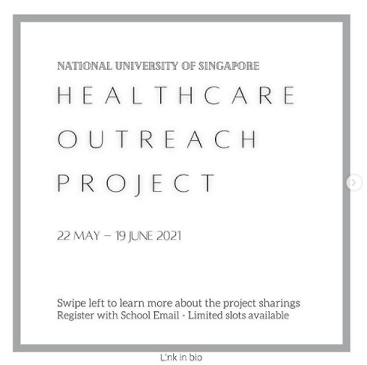 NATIONAL UNIVERSITY OF SINGAPORE
HEALTHCARE
OUTREACH
PROJECT
22 MAY – 19 JUNE 2021
Swipe left to learn more about the project sharings
Register with School Email - Limited slots available
L'nk in bio